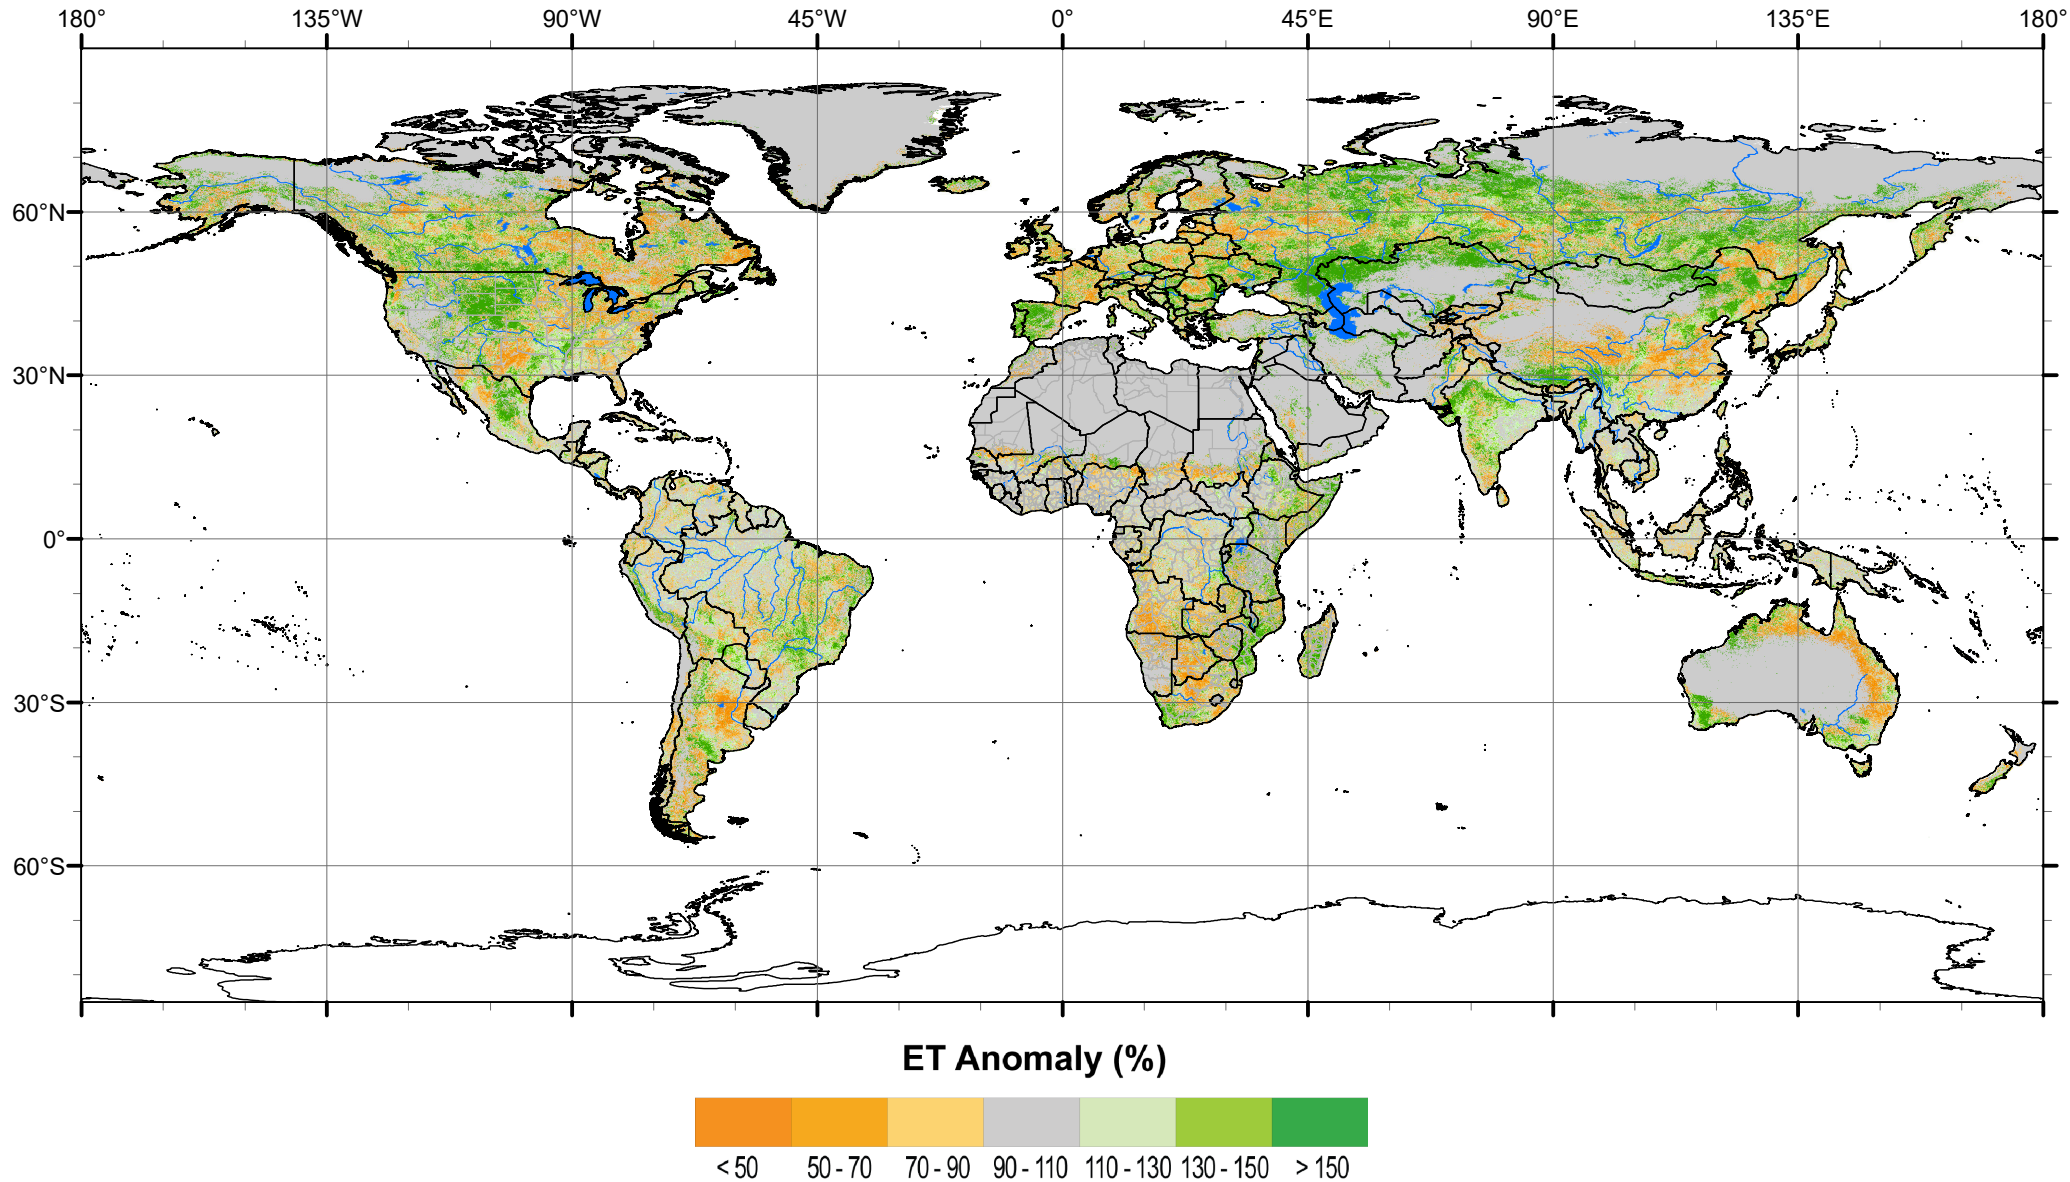 180° 135°W 90°W 45°W 0° 45°E 90°E 135°E 180°
60°N
30°N
0°
30°S
60°S
ET Anomaly (%)
< 50 50 - 70 70 - 90 90 - 110 110 - 130 130 - 150 > 150